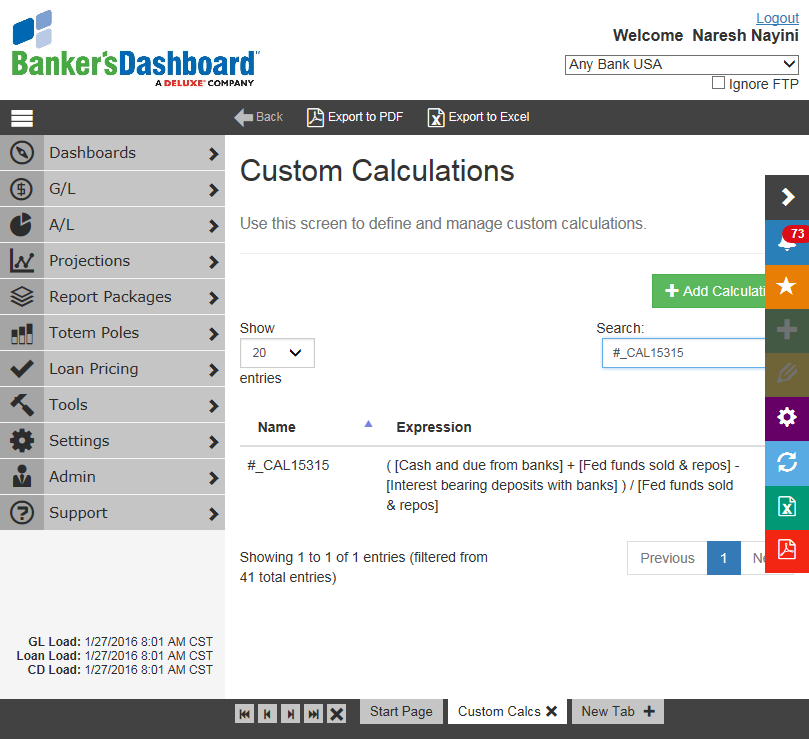 Logout
Banker'sDashboard™
A DELUXE® COMPANY
Welcome Naresh Nayini
Any Bank USA
Ignore FTP
Back
Export to PDF
Export to Excel
Dashboards
G/L
A/L
Projections
Report Packages
Totem Poles
Loan Pricing
Tools
Settings
Admin
Support
GL Load: 1/27/2016 8:01 AM CST
Loan Load: 1/27/2016 8:01 AM CST
CD Load: 1/27/2016 8:01 AM CST
Custom Calculations
Use this screen to define and manage custom calculations.
73
Add Calculati
Show
20
entries
Search:
#_CAL15315
Name
Expression
#_CAL15315
( [Cash and due from banks] + [Fed funds sold & repos] -
[Interest bearing deposits with banks] ) / [Fed funds sold
& repos]
Showing 1 to 1 of 1 entries (filtered from
41 total entries)
Previous
1
Ne
Start Page
Custom Calcs
New Tab